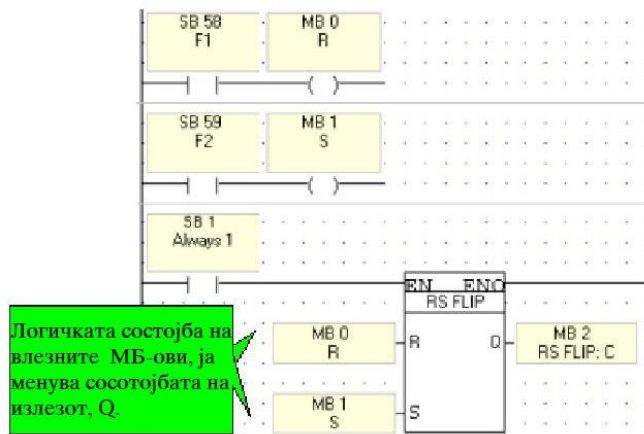 SB 58
F1
MB 0
R
SB 59
F2
MB 1
S
SB 1
Always 1
EN ENO
RS FLIP
MB 0
R
R
Q
MB 2
RS FLIP: C
MB 1
S
S
Логичката состојба на
влезните МБ-ови, ја
менува сосотојбата на
излезот, Q.